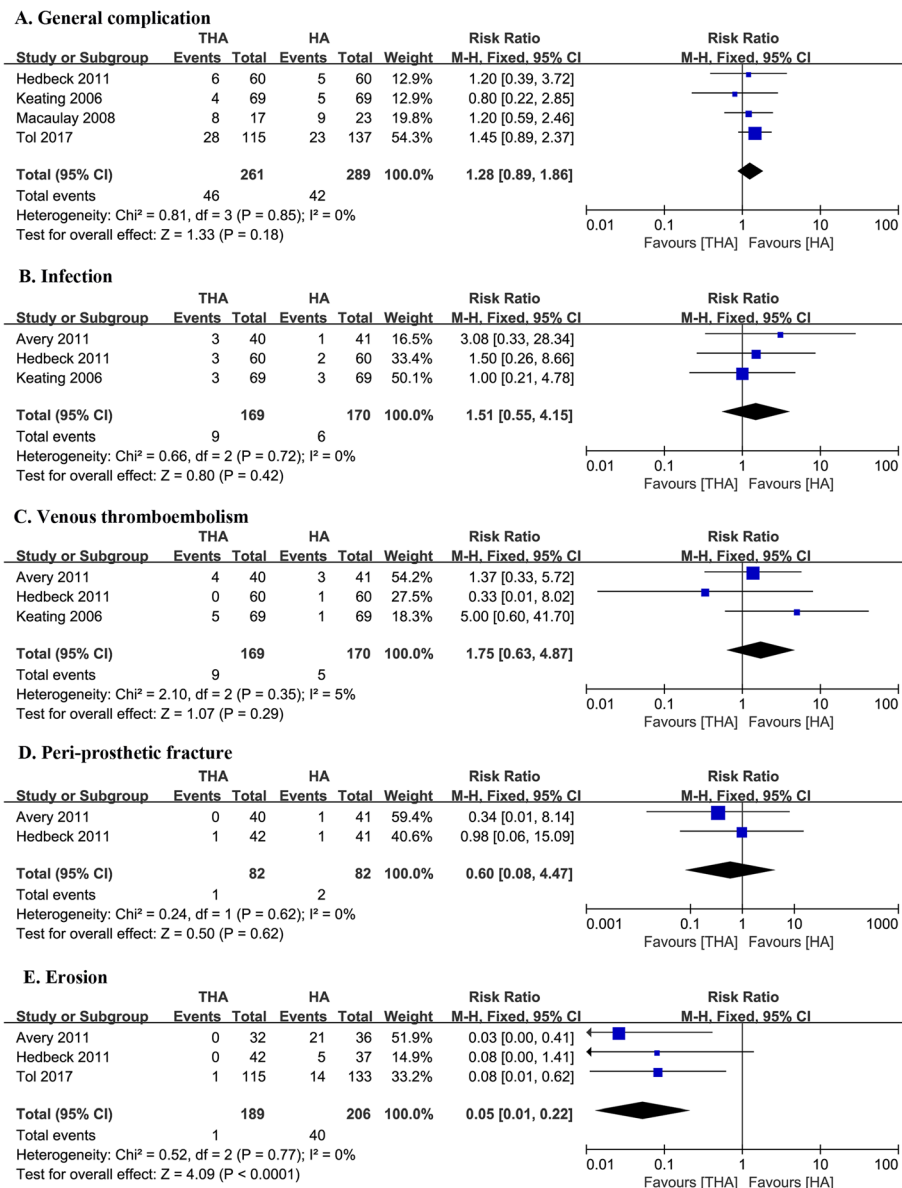 A. General complication
THA HA Risk Ratio Risk Ratio
Study or Subgroup Events Total Events Total Weight M-H, Fixed, 95% CI M-H, Fixed, 95% CI
Hedbeck 2011 6 60 5 60 12.9% 1.20 [0.39, 3.72]
Keating 2006 4 69 5 69 12.9% 0.80 [0.22, 2.85]
Macaulay 2008 8 17 9 23 19.8% 1.20 [0.59, 2.46]
Tol 2017 28 115 23 137 54.3% 1.45 [0.89, 2.37]
Total (95% CI) 261 289 100.0% 1.28 [0.89, 1.86]
Total events 46 42
Heterogeneity: Chi² = 0.81, df = 3 (P = 0.85); I² = 0%
Test for overall effect: Z = 1.33 (P = 0.18)
0.01 0.1 1 10 100
Favours [THA] Favours [HA]
B. Infection
THA HA Risk Ratio Risk Ratio
Study or Subgroup Events Total Events Total Weight M-H, Fixed, 95% CI M-H, Fixed, 95% CI
Avery 2011 3 40 1 41 16.5% 3.08 [0.33, 28.34]
Hedbeck 2011 3 60 2 60 33.4% 1.50 [0.26, 8.66]
Keating 2006 3 69 3 69 50.1% 1.00 [0.21, 4.78]
Total (95% CI) 169 170 100.0% 1.51 [0.55, 4.15]
Total events 9 6
Heterogeneity: Chi² = 0.66, df = 2 (P = 0.72); I² = 0%
Test for overall effect: Z = 0.80 (P = 0.42)
0.01 0.1 1 10 100
Favours [THA] Favours [HA]
C. Venous thromboembolism
THA HA Risk Ratio Risk Ratio
Study or Subgroup Events Total Events Total Weight M-H, Fixed, 95% CI M-H, Fixed, 95% CI
Avery 2011 4 40 3 41 54.2% 1.37 [0.33, 5.72]
Hedbeck 2011 0 60 1 60 27.5% 0.33 [0.01, 8.02]
Keating 2006 5 69 1 69 18.3% 5.00 [0.60, 41.70]
Total (95% CI) 169 170 100.0% 1.75 [0.63, 4.87]
Total events 9 5
Heterogeneity: Chi² = 2.10, df = 2 (P = 0.35); I² = 5%
Test for overall effect: Z = 1.07 (P = 0.29)
0.01 0.1 1 10 100
Favours [THA] Favours [HA]
D. Peri-prosthetic fracture
THA HA Risk Ratio Risk Ratio
Study or Subgroup Events Total Events Total Weight M-H, Fixed, 95% CI M-H, Fixed, 95% CI
Avery 2011 0 40 1 41 59.4% 0.34 [0.01, 8.14]
Hedbeck 2011 1 42 1 41 40.6% 0.98 [0.06, 15.09]
Total (95% CI) 82 82 100.0% 0.60 [0.08, 4.47]
Total events 1 2
Heterogeneity: Chi² = 0.24, df = 1 (P = 0.62); I² = 0%
Test for overall effect: Z = 0.50 (P = 0.62)
0.001 0.1 1 10 1000
Favours [THA] Favours [HA]
E. Erosion
THA HA Risk Ratio Risk Ratio
Study or Subgroup Events Total Events Total Weight M-H, Fixed, 95% CI M-H, Fixed, 95% CI
Avery 2011 0 32 21 36 51.9% 0.03 [0.00, 0.41]
Hedbeck 2011 0 42 5 37 14.9% 0.08 [0.00, 1.41]
Tol 2017 1 115 14 133 33.2% 0.08 [0.01, 0.62]
Total (95% CI) 189 206 100.0% 0.05 [0.01, 0.22]
Total events 1 40
Heterogeneity: Chi² = 0.52, df = 2 (P = 0.77); I² = 0%
Test for overall effect: Z = 4.09 (P < 0.0001)
0.01 0.1 1 10 100
Favours [THA] Favours [HA]